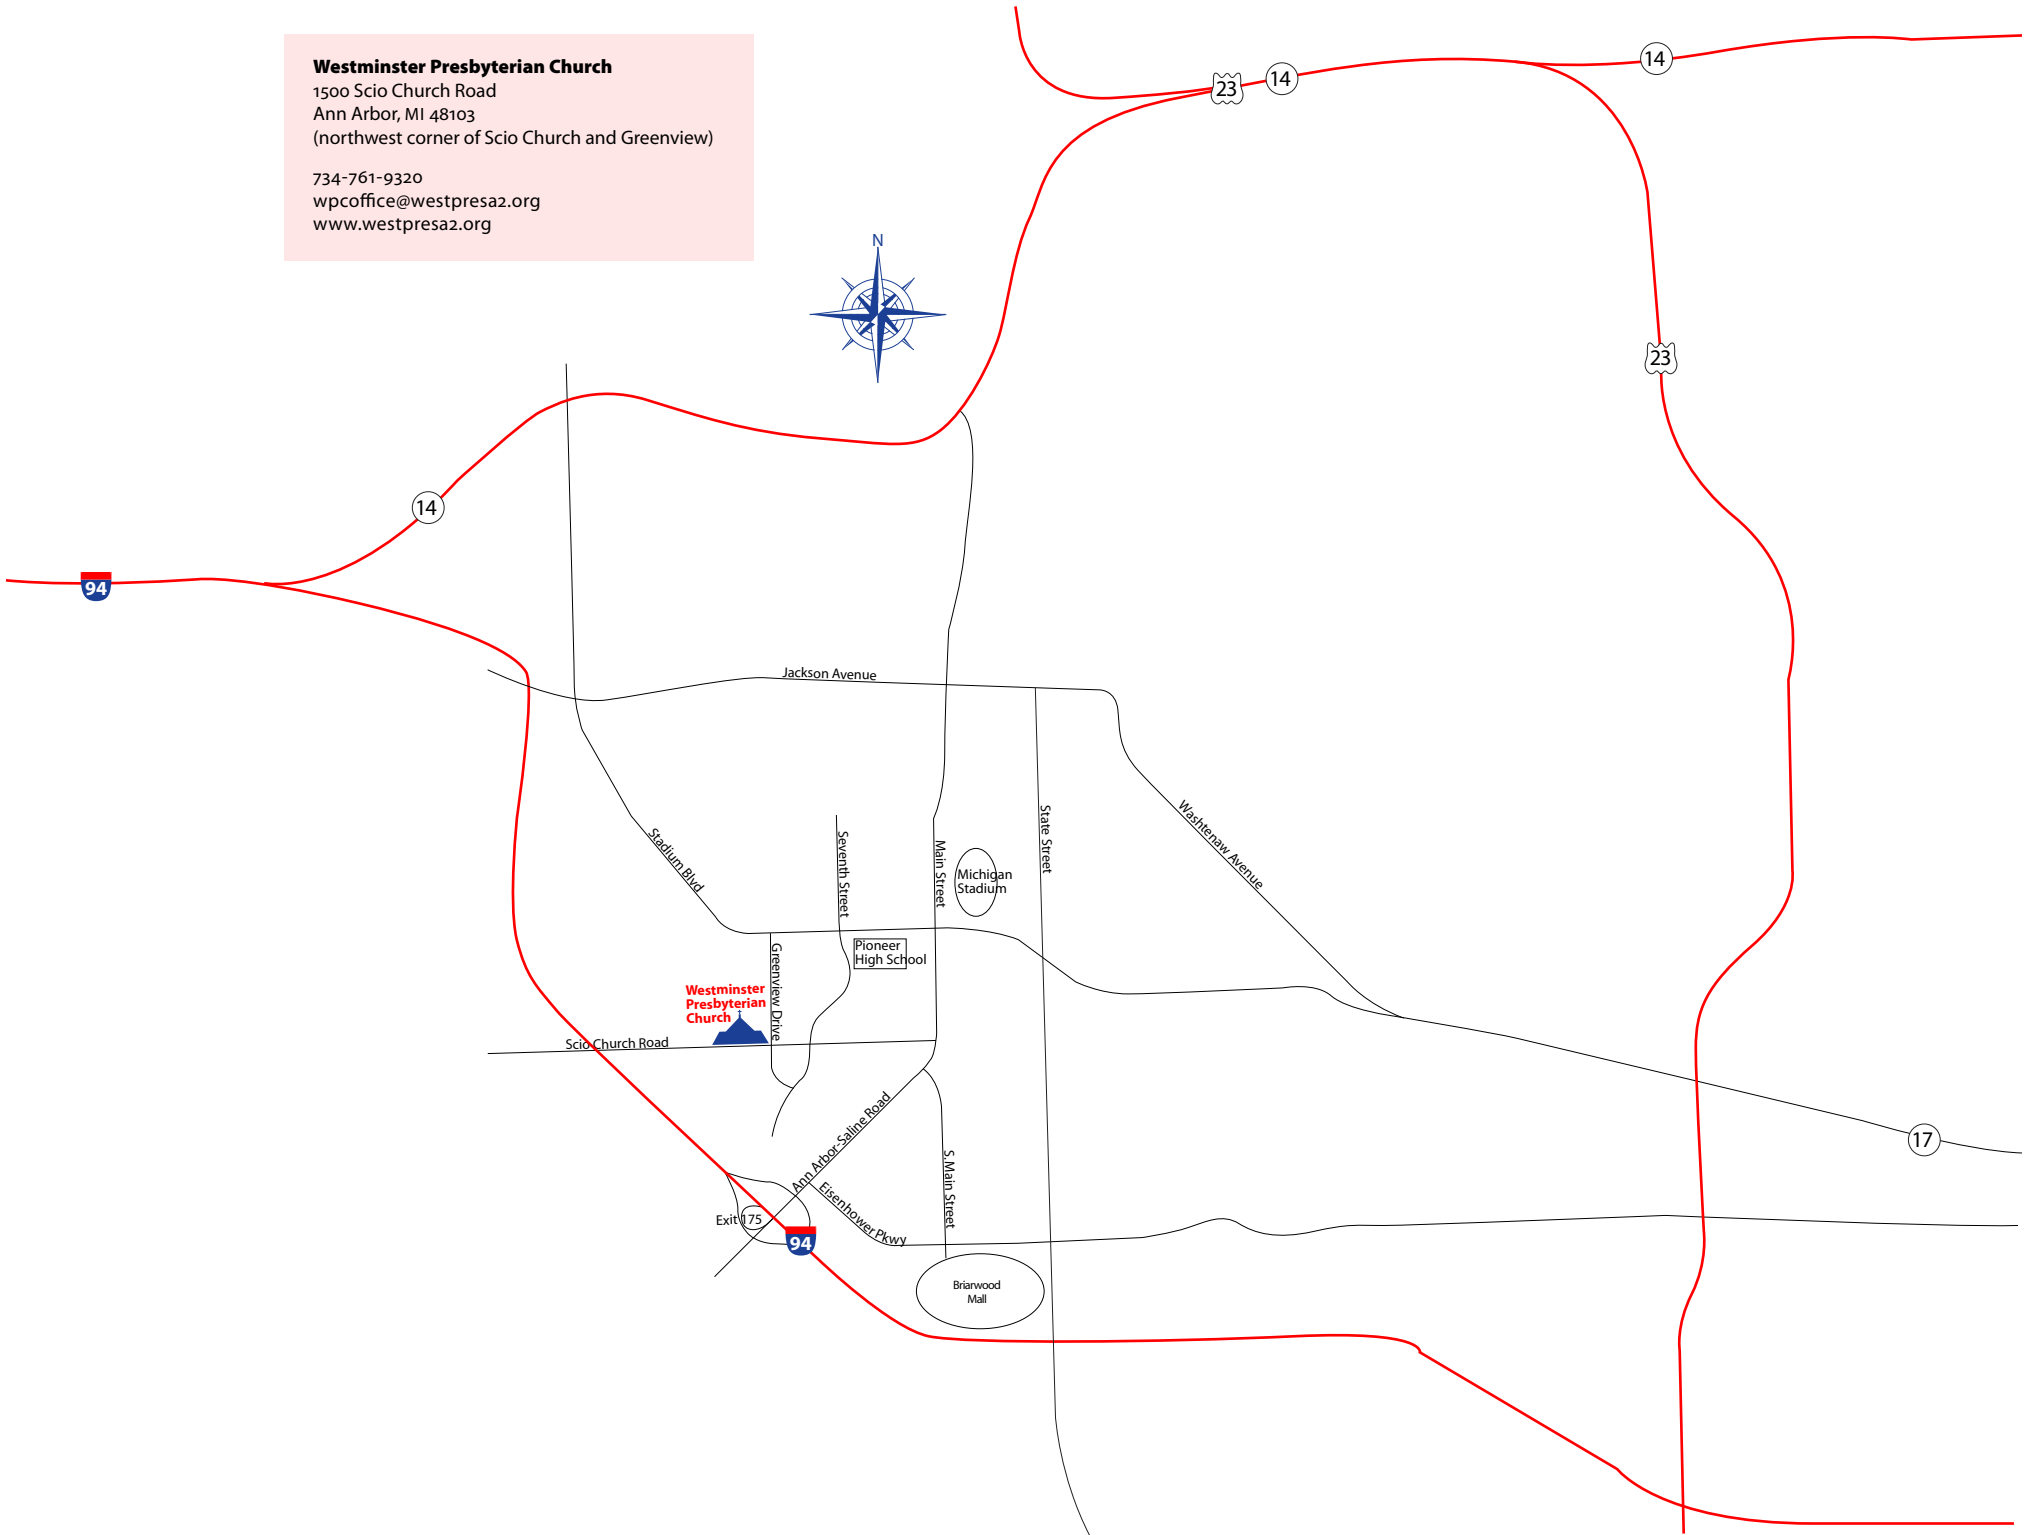 Westminster Presbyterian Church
1500 Scio Church Road
Ann Arbor, MI 48103
(northwest corner of Scio Church and Greenview)
734-761-9320
wpcoffice@westpresa2.org
www.westpresa2.org
23
14
14
N
23
14
94
Jackson Avenue
Stadium Blvd
Seventh Street
Main Street
Michigan
Stadium
State Street
Washtenaw Avenue
Pioneer
High School
Greenview Drive
Westminster
Presbyterian
Church
Scio Church Road
Ann Arbor-Saline Road
S.Main Street
Eisenhower Pkwy
Exit 175
94
17
Briarwood
Mall